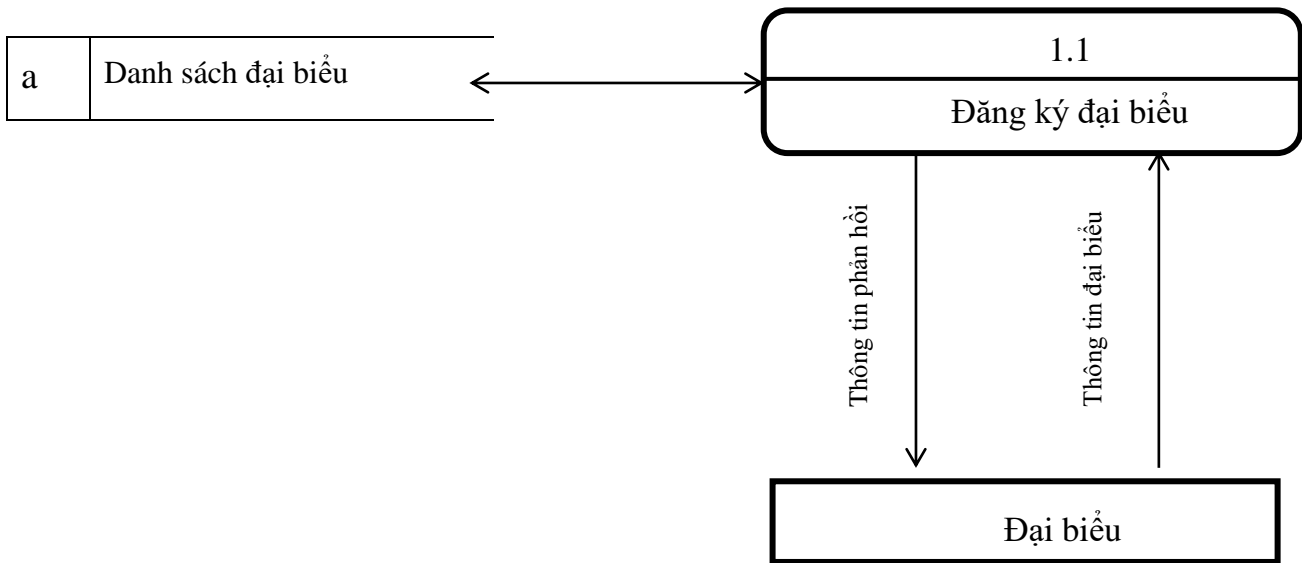 1.1
a
Danh sách đại biểu
Đăng ký đại biểu
Thông tin phản hồi
Thông tin đại biểu
Đại biểu